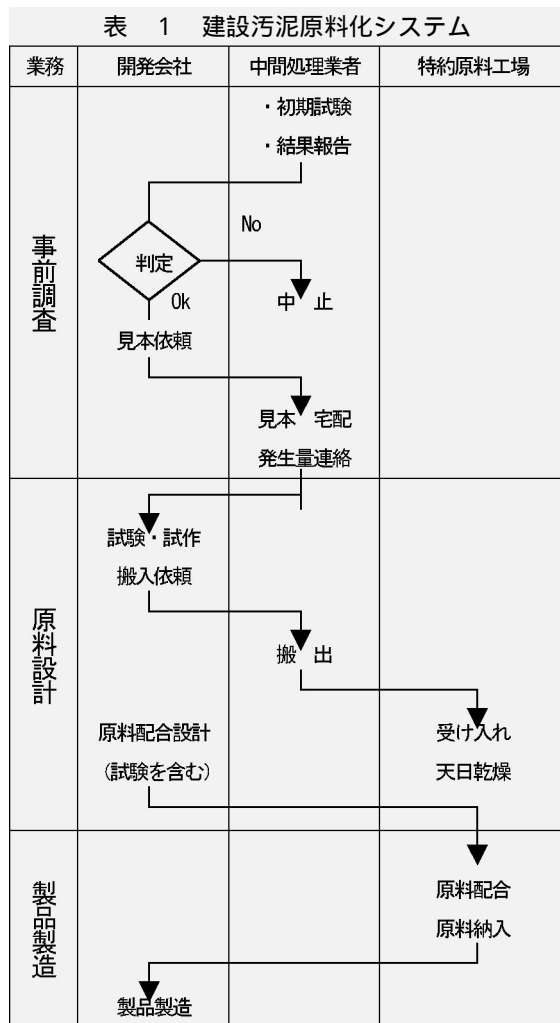 表 1 建設汚泥原料化システム
業務 開発会社 中間処理業者 特約原料工場
・初期試験
・結果報告
事前調査
No
判定
Ok
中 止
見本依頼
見本 宅配
発生量連絡
原料設計
試験・試作
搬入依頼
搬 出
原料配合設計 受け入れ
(試験を含む) 天日乾燥
製品製造
原料配合
原料納入
製品製造